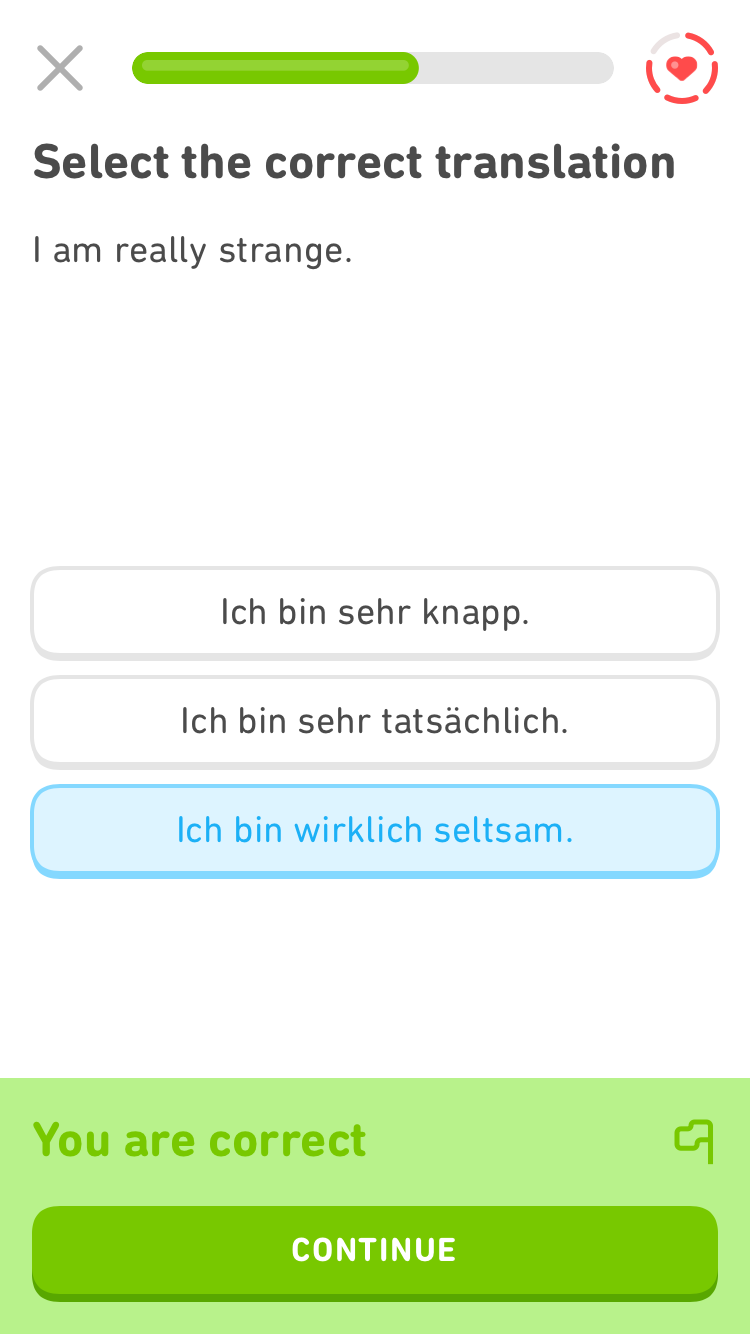 Select the correct translation
I am really strange.
Ich bin sehr knapp.
Ich bin sehr tatsächlich.
Ich bin wirklich seltsam.
You are correct
CONTINUE